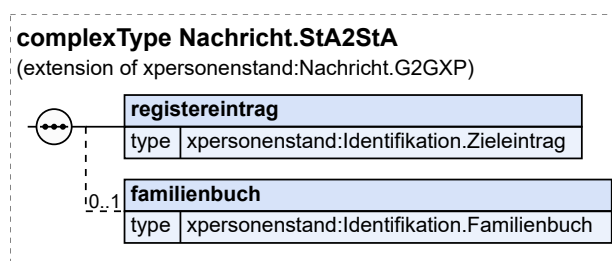 complexType Nachricht.StA2StA
(extension of xpersonenstand:Nachricht.G2GXP)
registereintrag
type xpersonenstand:Identifikation.Zieleintrag
0..1 familienbuch
type xpersonenstand:Identifikation.Familienbuch